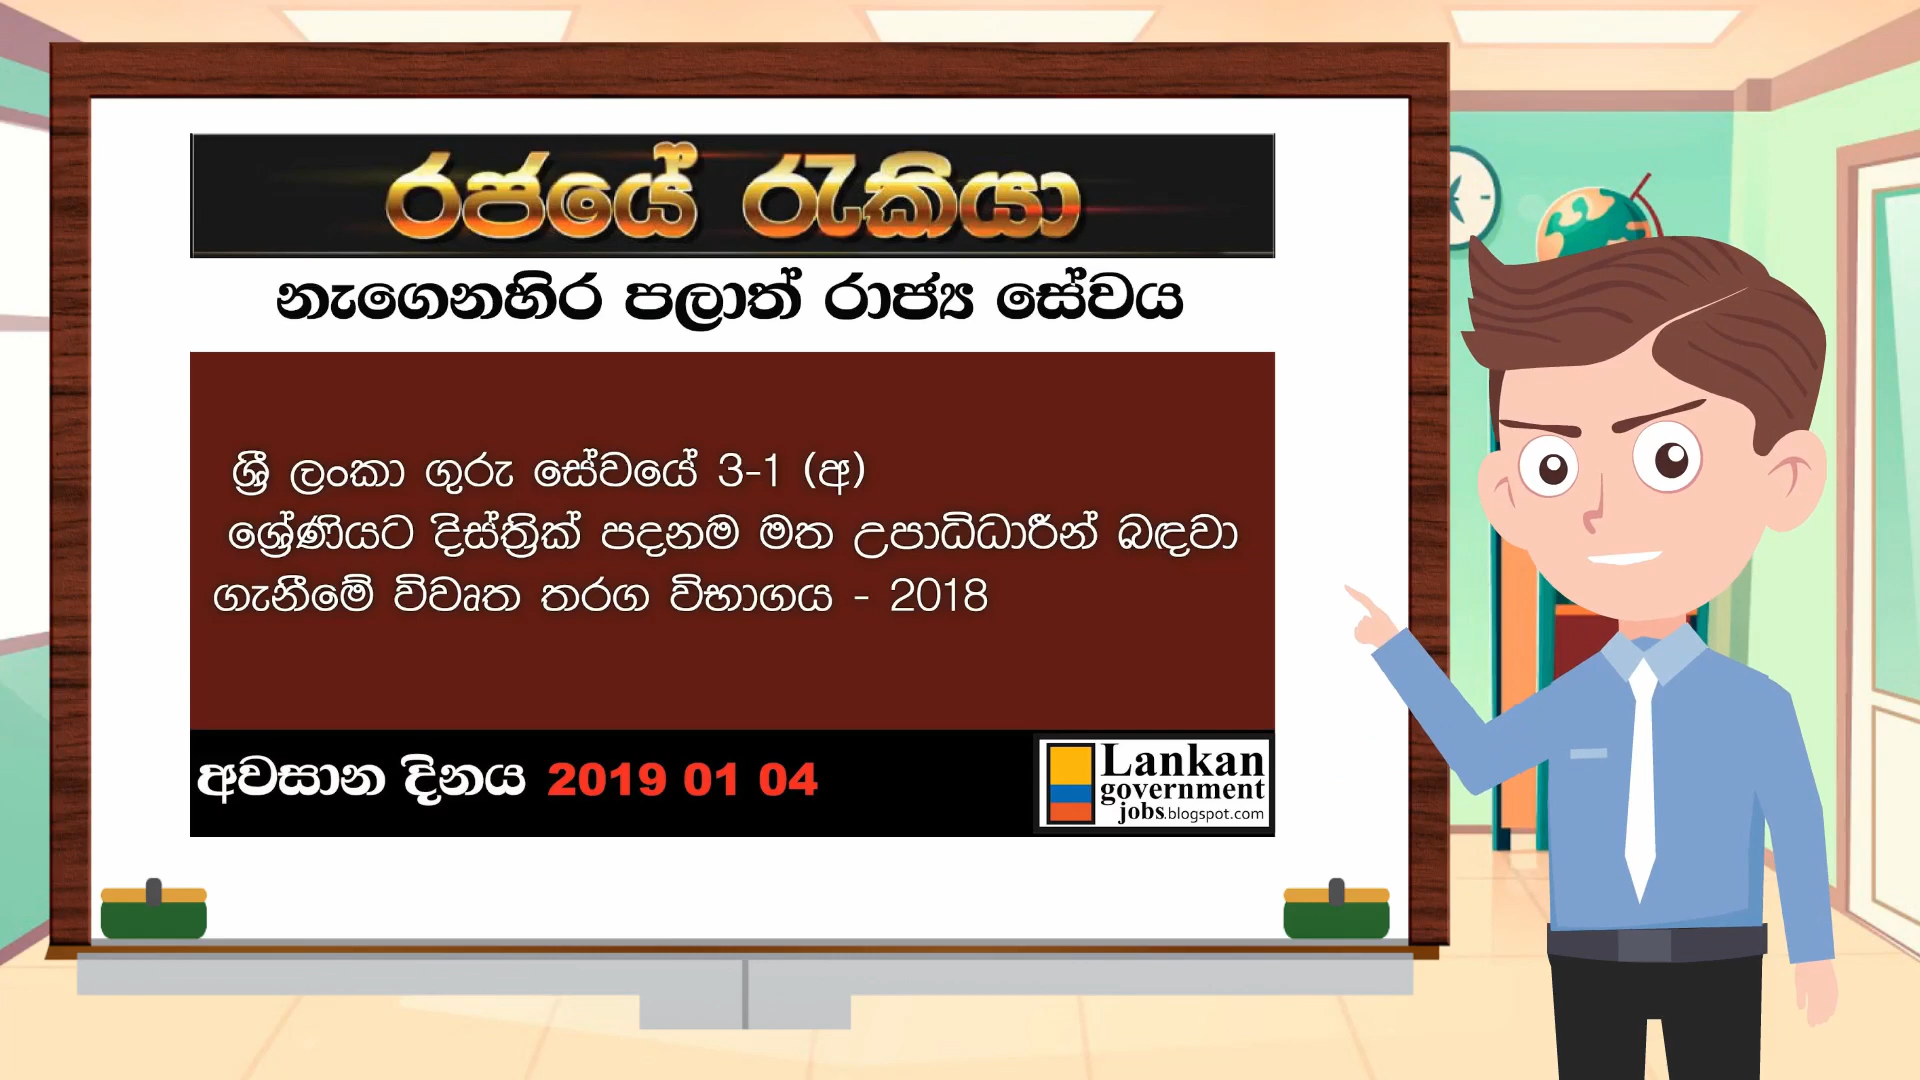 රජයේ රැකියා
නැගෙනහිර පලාත් රාජ්‍ය සේවය
ශ්‍රී ලංකා ගුරු සේවයේ 3-1 (අ)
ශ්‍රේණියට දිස්ත්‍රික් පදනම මත උපාධිධාරීන් බඳවා
ගැනීමේ විවෘත තරග විභාගය - 2018
අවසාන දිනය 2019 01 04
Lankan
government
jobs.blogspot.com